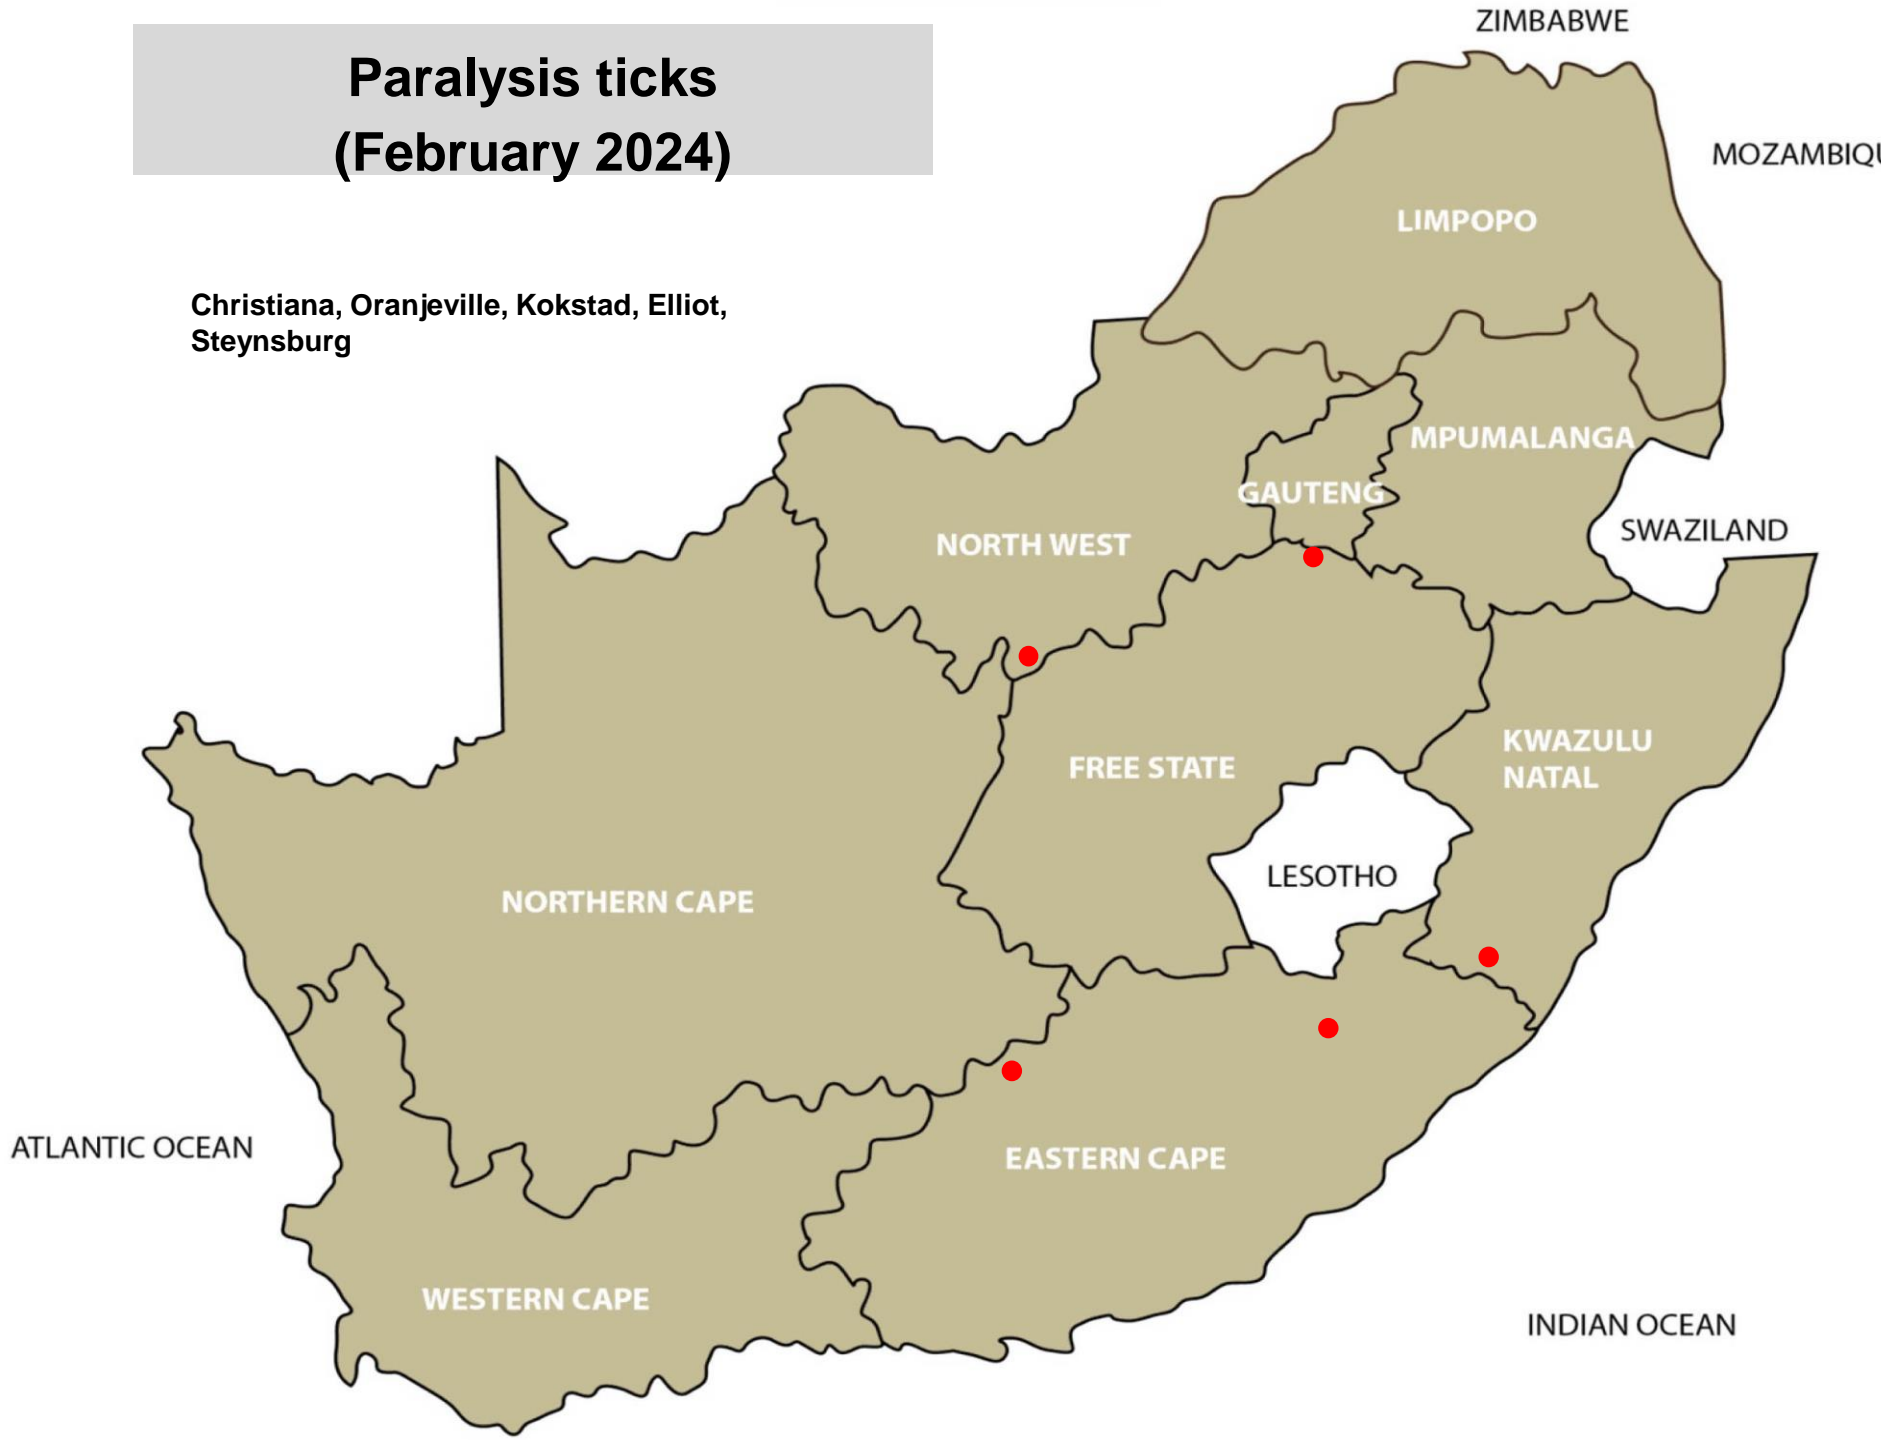 Paralysis ticks
(February 2024)
Christiana, Oranjeville, Kokstad, Elliot,
Steynsburg
ZIMBABWE
MOZAMBIQU
LIMPOPO
MPUMALANGA
GAUTENG
SWAZILAND
NORTH WEST
KWAZULU
NATAL
FREE STATE
LESOTHO
NORTHERN CAPE
ATLANTIC OCEAN
EASTERN CAPE
WESTERN CAPE
INDIAN OCEAN